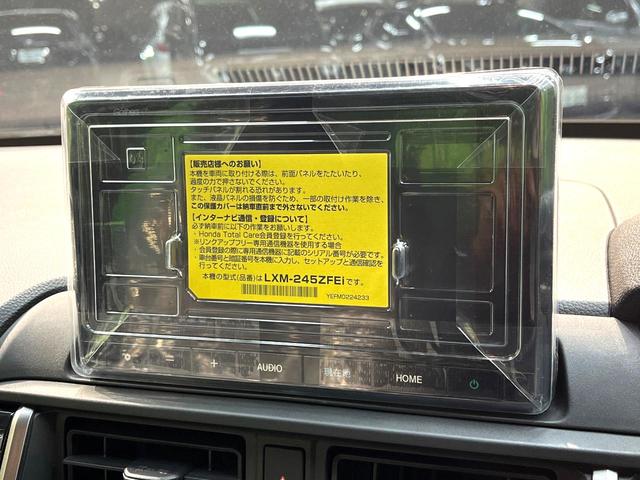 【販売店様へのお願い】
本機を車両に取り付ける際は、前面パネルをたたいたり、
過度の力で押さないでください。
タッチパネルが割れる恐れがあります。
また、液晶パネルの損傷を防ぐため、一部の取付け作業を除き、
この保護カバーは納車直前まで外さないでください。
【インターナビ通信・登録について】
必ず納車前に以下の作業をお願いします。
・Honda Total Care会員登録を行ってください。
※リンクアップフリー専用通信機器を使用する場合
・会員登録の際に専用通信機器に記載のシリアル番号が必要です。
・車台番号と暗証番号を本機に入力し、セットアップと通信確認を
行ってください。
本機の型式(品番)は LXM-245ZFEi です。
YEFM0224233
－ ＋ AUDIO 現在地 HOME